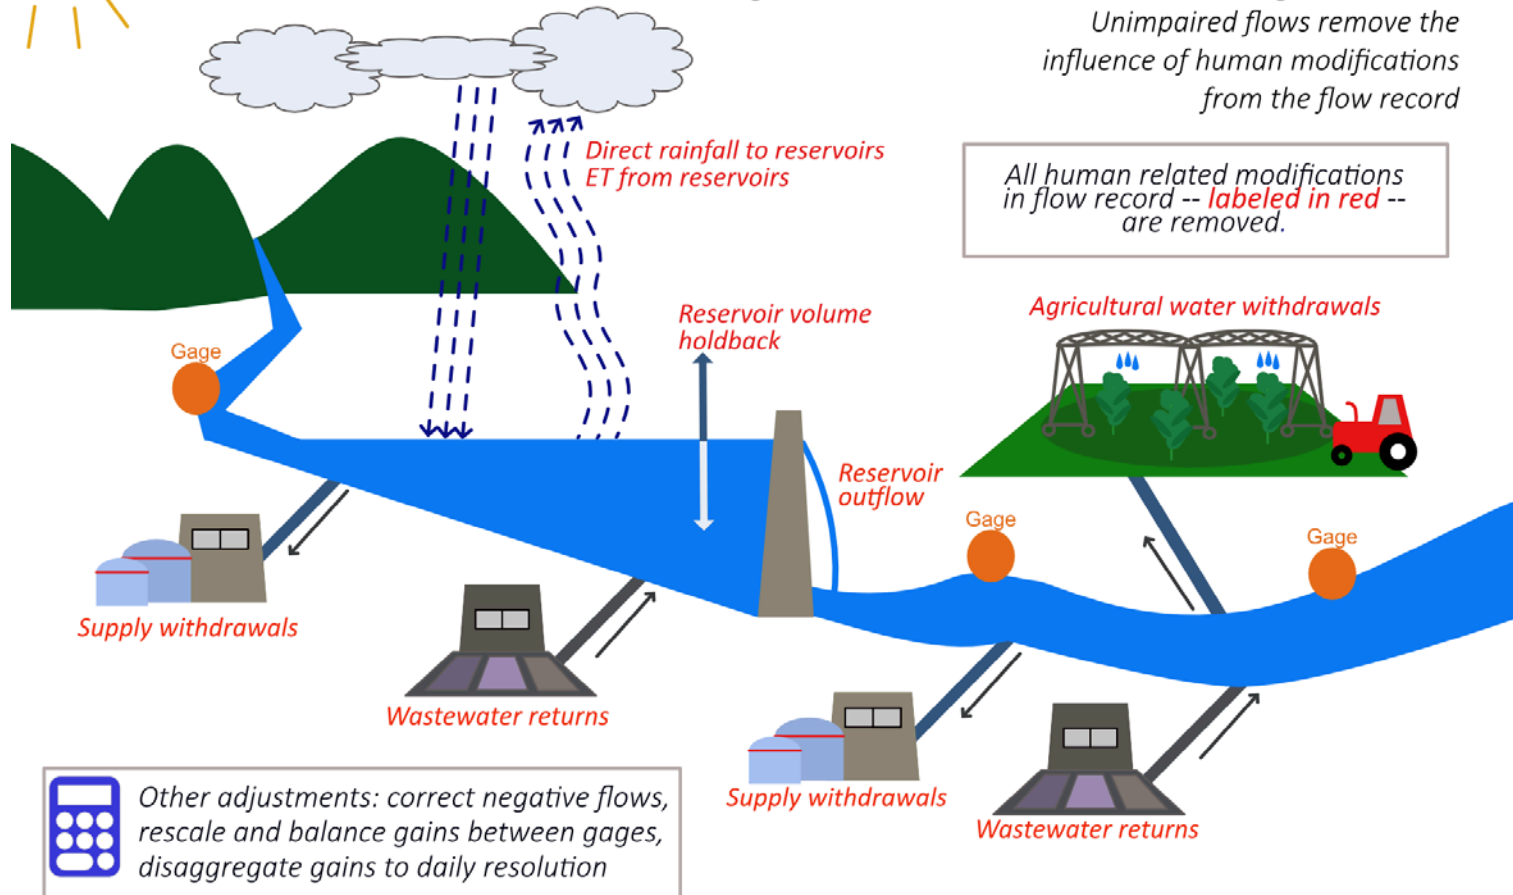 Unimpaired flows remove the
influence of human modifications
from the flow record
Direct rainfall to reservoirs
ET from reservoirs
All human related modifications
in flow record -- labeled in red --
are removed.
Reservoir volume
holdback
Agricultural water withdrawals
Gage
Reservoir
outflow
Gage
Gage
Supply withdrawals
Wastewater returns
Supply withdrawals
Wastewater returns
Other adjustments: correct negative flows,
rescale and balance gains between gages,
disaggregate gains to daily resolution